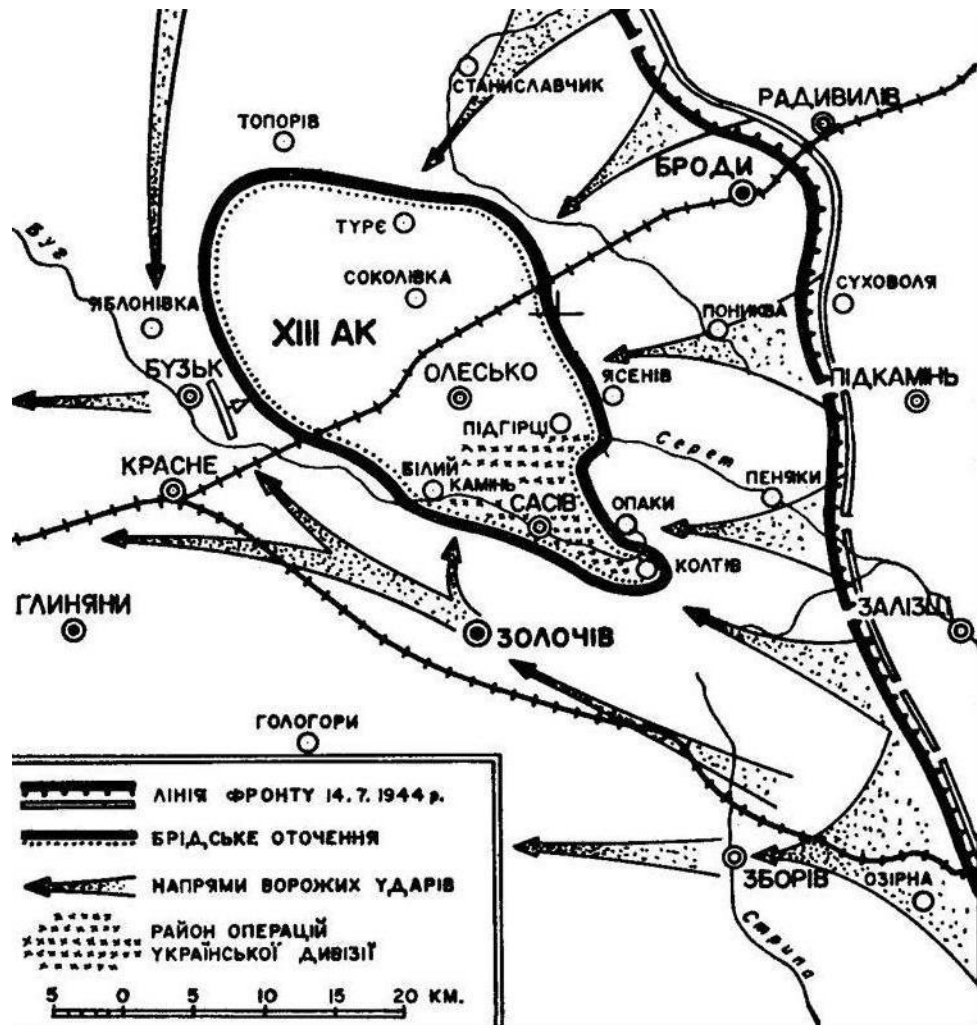 СТАНИСЛАВЧИК
РАДИВИЛІВ
ТОПОРІВ
БРОДИ
ТУРЄ
БУГ
СОКОЛІВКА
СУХОВОЛЯ
ЯБЛОНІВКА
ПОНИКВА
XIII АК
БУЗЬК
ОЛЕСЬКО
ЯСЕНІВ
ПІДКАМІНЬ
ПІДГІРЦІ
Серет
КРАСНЕ
БІЛИЙ
КАМІНЬ
ПЕНЯКИ
САСІВ
ОПАКИ
КОЛТІВ
ГЛИНЯНИ
ЗАЛІЗЦІ
ЗОЛОЧІВ
ГОЛОГОРИ
ЗБОРІВ
ОЗІРНА
Стрипа
ЛІНІЯ ФРОНТУ 14.7.1944 р.
БРІДСЬКЕ ОТОЧЕННЯ
НАПРЯМИ ВОРОЖИХ УДАРІВ
РАЙОН ОПЕРАЦІЙ
УКРАЇНСЬКОЇ ДИВІЗІЇ
5 0 5 10 15 20 КМ.